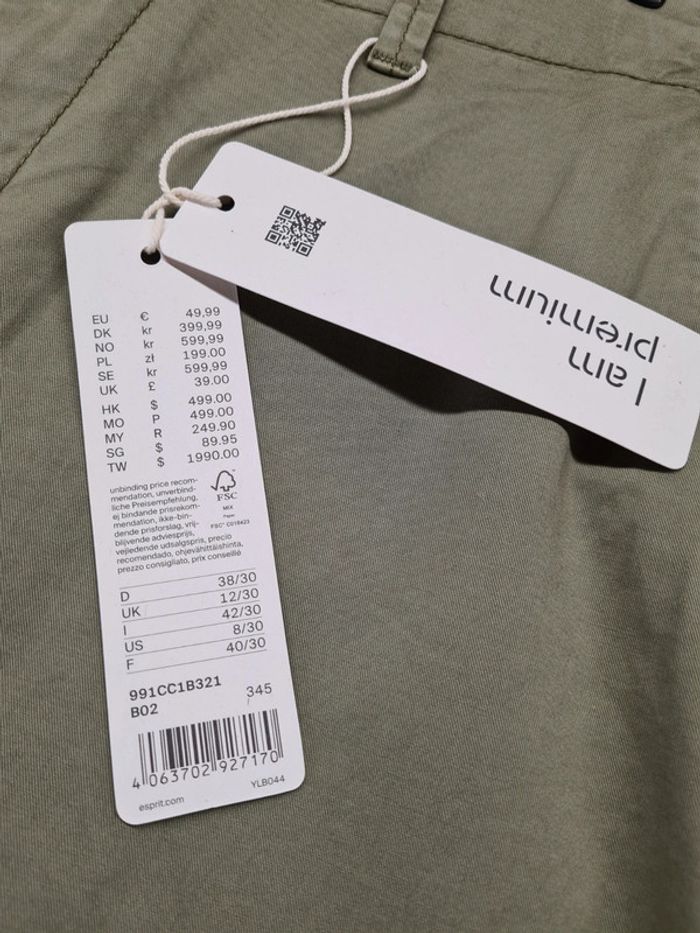 I am
premium
EU € 49,99
DK kr 399,99
NO kr 599,99
PL zł 199.00
SE kr 599,99
UK £ 39.00
HK $ 499.00
MO P 499.00
MY R 249.90
SG $ 89.95
TW $ 1990.00
unbinding price recom-
mendation, unverbind-
liche Preisempfehlung,
ej bindande prisrekom-
mendation, ikke-bin-
dende prisforslag, vrij-
blijvende adviesprijs,
vejledende udsalgspris, precio
recomendado, ohjevähittäishinta,
prezzo consigliato, prix conseillé
FSC
MIX
Paper
FSC® C018423
D 38/30
UK 12/30
I 42/30
US 8/30
F 40/30
991CC1B321
B02 345
4 063702 927170
YLB044
esprit.com